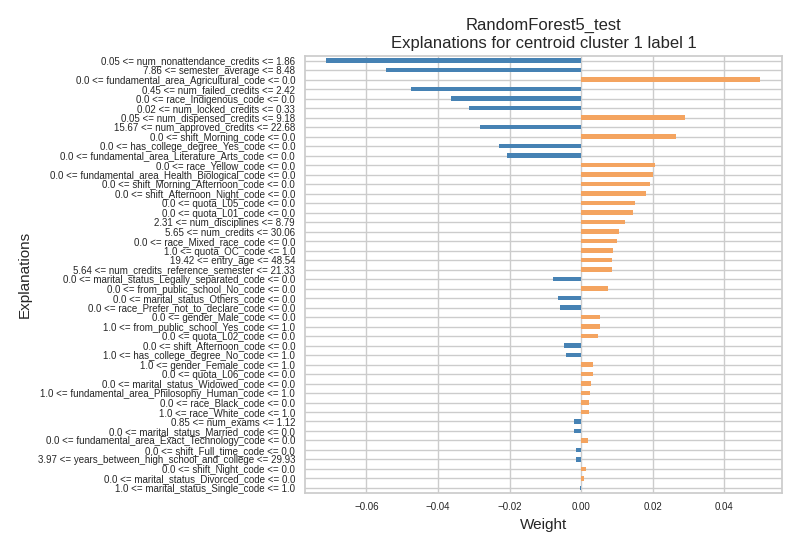 RandomForest5_test
Explanations for centroid cluster 1 label 1
0.05 <= num_nonattendance_credits <= 1.86
7.86 <= semester_average <= 8.48
0.0 <= fundamental_area_Agricultural_code <= 0.0
0.45 <= num_failed_credits <= 2.42
0.0 <= race_Indigenous_code <= 0.0
0.02 <= num_locked_credits <= 0.33
0.05 <= num_dispensed_credits <= 9.18
15.67 <= num_approved_credits <= 22.68
0.0 <= shift_Morning_code <= 0.0
0.0 <= has_college_degree_Yes_code <= 0.0
0.0 <= fundamental_area_Literature_Arts_code <= 0.0
0.0 <= race_Yellow_code <= 0.0
0.0 <= fundamental_area_Health_Biological_code <= 0.0
0.0 <= shift_Morning_Afternoon_code <= 0.0
0.0 <= shift_Afternoon_Night_code <= 0.0
0.0 <= quota_L05_code <= 0.0
0.0 <= quota_L01_code <= 0.0
2.31 <= num_disciplines <= 8.79
5.65 <= num_credits <= 30.06
0.0 <= race_Mixed_race_code <= 0.0
1.0 <= quota_OC_code <= 1.0
19.42 <= entry_age <= 48.54
5.64 <= num_credits_reference_semester <= 21.33
0.0 <= marital_status_Legally_separated_code <= 0.0
0.0 <= from_public_school_No_code <= 0.0
0.0 <= marital_status_Others_code <= 0.0
0.0 <= race_Prefer_not_to_declare_code <= 0.0
0.0 <= gender_Male_code <= 0.0
1.0 <= from_public_school_Yes_code <= 1.0
0.0 <= quota_L02_code <= 0.0
0.0 <= shift_Afternoon_code <= 0.0
1.0 <= has_college_degree_No_code <= 1.0
1.0 <= gender_Female_code <= 1.0
0.0 <= quota_L06_code <= 0.0
0.0 <= marital_status_Widowed_code <= 0.0
1.0 <= fundamental_area_Philosophy_Human_code <= 1.0
0.0 <= race_Black_code <= 0.0
1.0 <= race_White_code <= 1.0
0.85 <= num_exams <= 1.12
0.0 <= marital_status_Married_code <= 0.0
0.0 <= fundamental_area_Exact_Technology_code <= 0.0
0.0 <= shift_Full_time_code <= 0.0
3.97 <= years_between_high_school_and_college <= 29.93
0.0 <= shift_Night_code <= 0.0
0.0 <= marital_status_Divorced_code <= 0.0
1.0 <= marital_status_Single_code <= 1.0
Explanations
−0.06 −0.04 −0.02 0.00 0.02 0.04
Weight